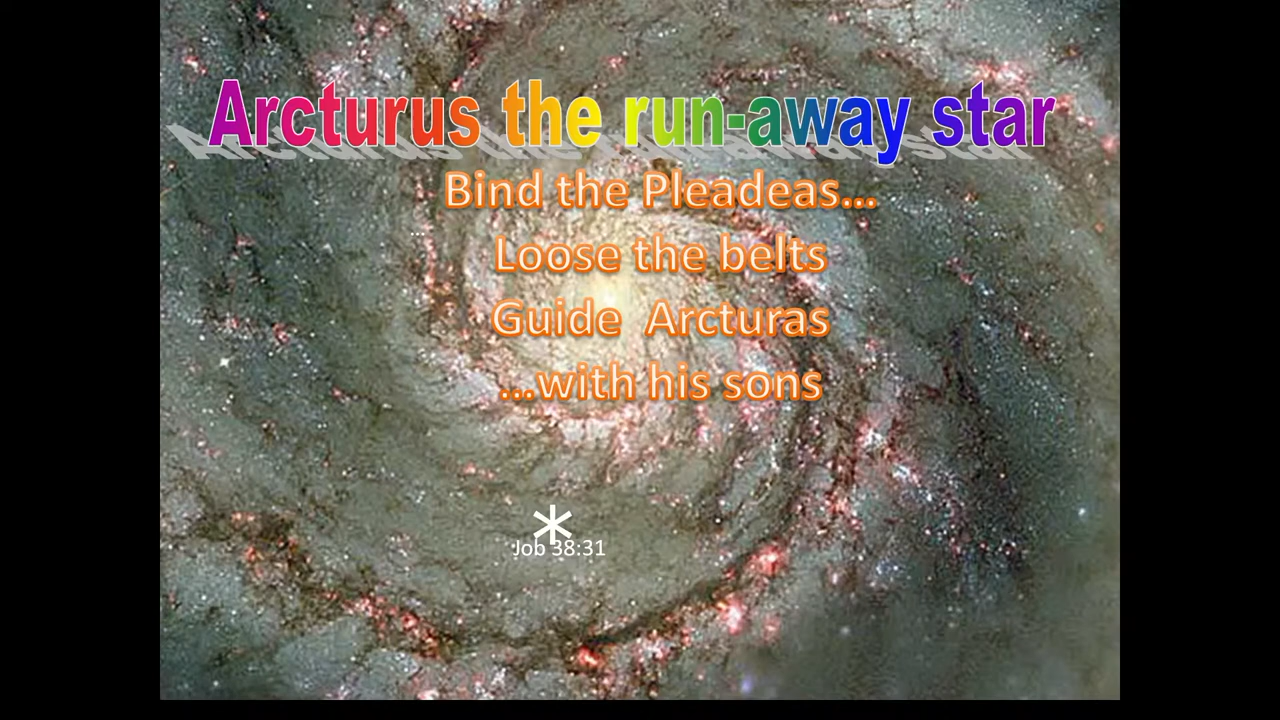 Arcturus the run-away star
Bind the Pleadeas...
Loose the belts
Guide  Arcturas
...with his sons
*
Job 38:31